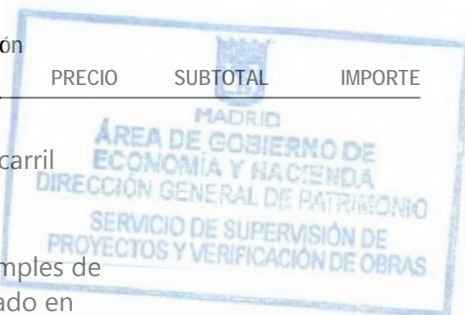 ón
PRECIO SUBTOTAL IMPORTE
MADRID
ÁREA DE GOBIERNO DE
carril
ECONOMÍA Y HACIENDA
DIRECCIÓN GENERAL DE PATRIMONIO
SERVICIO DE SUPERVISIÓN DE
PROYECTOS Y VERIFICACIÓN DE OBRAS
mples de
ado en